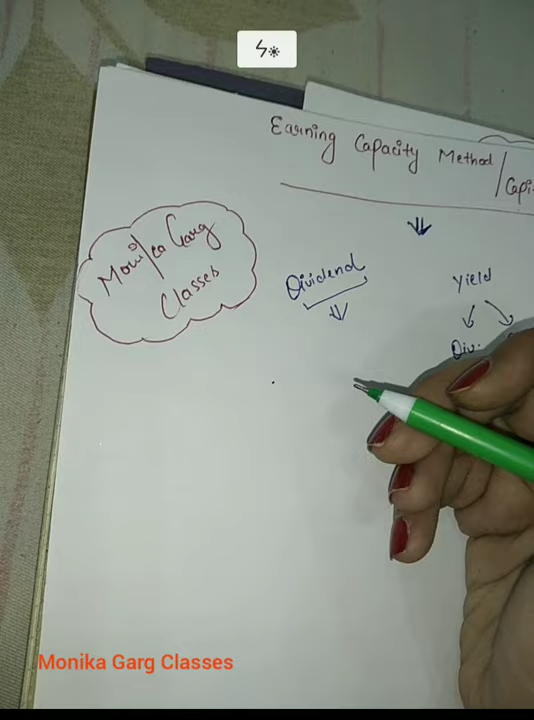 Earning Capacity Method /
Monika Garg
Classes
Dividend
Yield
Div.
Monika Garg Classes